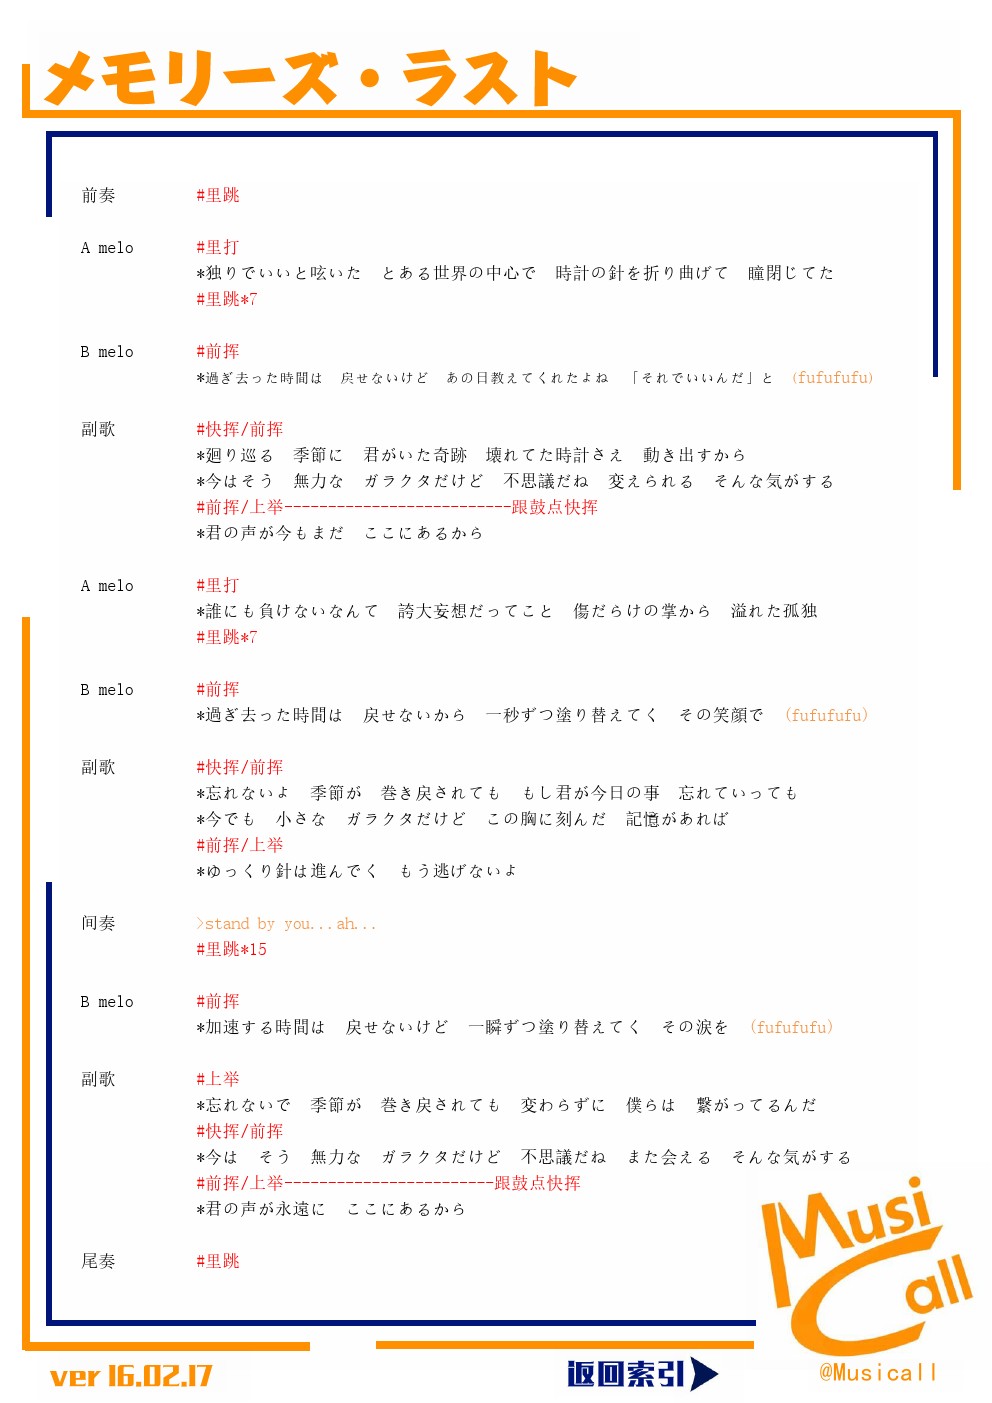 メモリーズ・ラスト
前奏 #里跳
A melo #里打
*独りでいいと呟いた　とある世界の中心で　時計の針を折り曲げて　瞳閉じてた
#里跳*7
B melo #前挥
*過ぎ去った時間は　戻せないけど　あの日教えてくれたよね　「それでいいんだ」と　(fufufufu)
副歌 #快挥/前挥
*廻り巡る　季節に　君がいた奇跡　壊れてた時計さえ　動き出すから
*今はそう　無力な　ガラクタだけど　不思議だね　変えられる　そんな気がする
#前挥/上举--------------------------跟鼓点快挥
*君の声が今もまだ　ここにあるから
A melo #里打
*誰にも負けないなんて　誇大妄想だってこと　傷だらけの掌から　溢れた孤独
#里跳*7
B melo #前挥
*過ぎ去った時間は　戻せないから　一秒ずつ塗り替えてく　その笑顔で　(fufufufu)
副歌 #快挥/前挥
*忘れないよ　季節が　巻き戻されても　もし君が今日の事　忘れていっても
*今でも　小さな　ガラクタだけど　この胸に刻んだ　記憶があれば
#前挥/上举
*ゆっくり針は進んでく　もう逃げないよ
间奏 >stand by you...ah...
#里跳*15
B melo #前挥
*加速する時間は　戻せないけど　一瞬ずつ塗り替えてく　その涙を　(fufufufu)
副歌 #上举
*忘れないで　季節が　巻き戻されても　変わらずに　僕らは　繋がってるんだ
#快挥/前挥
*今は　そう　無力な　ガラクタだけど　不思議だね　また会える　そんな気がする
#前挥/上举------------------------跟鼓点快挥
*君の声が永遠に　ここにあるから
尾奏 #里跳
Musi
Call
ver 16.02.17
返回索引
@Musicall